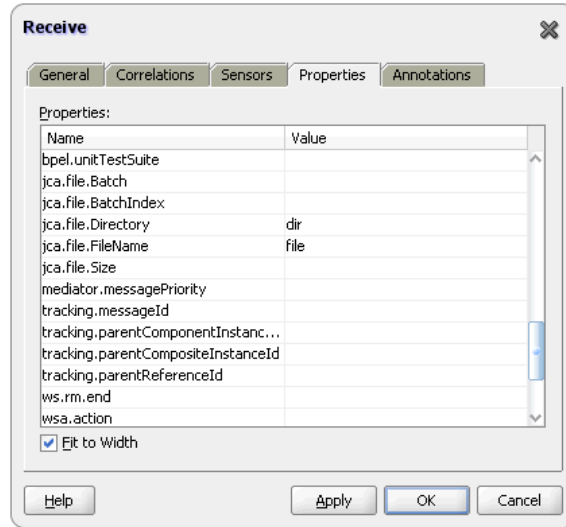 Receive
General Correlations Sensors Properties Annotations
Properties:
Name Value
bpel.unitTestSuite
jca.file.Batch
jca.file.BatchIndex
jca.file.Directory dir
jca.file.FileName file
jca.file.Size
mediator.messagePriority
tracking.messageId
tracking.parentComponentInstanc...
tracking.parentCompositeInstanceId
tracking.parentReferenceId
ws.rm.end
wsa.action
Fit to Width
Help Apply OK Cancel